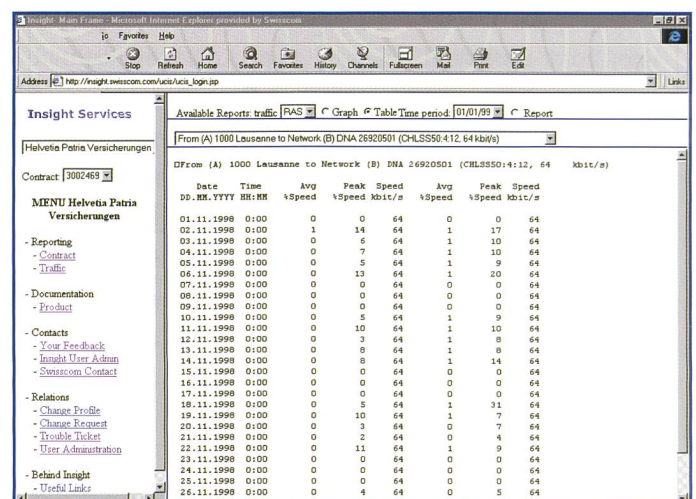 Insight- Main Frame - Microsoft Internet Explorer provided by Swisscom
Favorites Help
Stop Refresh Home Search Favorites History Channels Fullscreen Mail Print Edit
Address http://insight.swisscom.com/ucis/ucis_login.jsp Links
Insight Services
Helvetia Patria Versicherungen
Contract: 3002469
MENU Helvetia Patria
Versicherungen
- Reporting
- Contract
- Traffic
- Documentation
- Product
- Contacts
- Your Feedback
- Insight User Admin
- Swisscom Contact
- Relations
- Change Profile
- Change Request
- Trouble Ticket
- User Administration
- Behind Insight
- Useful Links
Available Reports: traffic RAS Graph Table Time period: 01/01/99 Report
From (A) 1000 Lausanne to Network (B) DNA 26920501 (CHLSS50:4:12, 64 kbit/s)
From (A) 1000 Lausanne to Network (B) DNA 26920501 (CHLSS50:4:12, 64 kbit/s)
Date Time Avg Peak Speed Avg Peak Speed
DD.MM.YYYY HH:MM %Speed %Speed kbit/s %Speed %Speed kbit/s
01.11.1998 0:00 0 0 64 0 0 64
02.11.1998 0:00 1 14 64 1 17 64
03.11.1998 0:00 0 6 64 1 10 64
04.11.1998 0:00 0 7 64 1 10 64
05.11.1998 0:00 0 5 64 1 9 64
06.11.1998 0:00 0 13 64 1 20 64
07.11.1998 0:00 0 0 64 0 0 64
08.11.1998 0:00 0 0 64 0 0 64
09.11.1998 0:00 0 0 64 0 0 64
10.11.1998 0:00 0 5 64 1 9 64
11.11.1998 0:00 0 10 64 1 10 64
12.11.1998 0:00 0 3 64 1 8 64
13.11.1998 0:00 0 8 64 1 8 64
14.11.1998 0:00 0 8 64 1 14 64
15.11.1998 0:00 0 0 64 0 0 64
16.11.1998 0:00 0 0 64 0 0 64
17.11.1998 0:00 0 0 64 0 0 64
18.11.1998 0:00 0 5 64 1 31 64
19.11.1998 0:00 0 10 64 1 7 64
20.11.1998 0:00 0 3 64 0 7 64
21.11.1998 0:00 0 2 64 0 4 64
22.11.1998 0:00 0 11 64 1 9 64
23.11.1998 0:00 0 0 64 0 0 64
24.11.1998 0:00 0 0 64 0 0 64
25.11.1998 0:00 0 0 64 0 0 64
26.11.1998 0:00 0 4 64 0 5 64